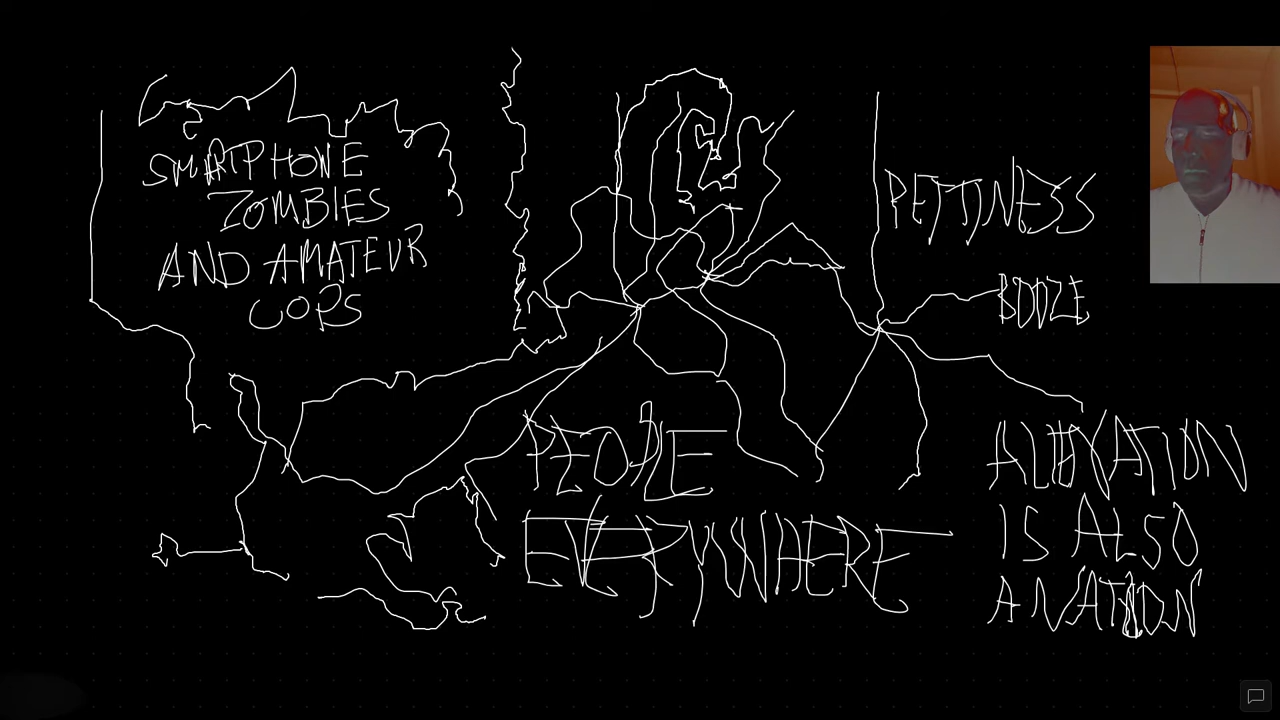 SMARTPHONE
ZOMBIES
AND AMATEUR
COPS
PETTINESS
BOOZE
PEOPLE
EVERYWHERE
ALIENATION
IS ALSO
A NATION